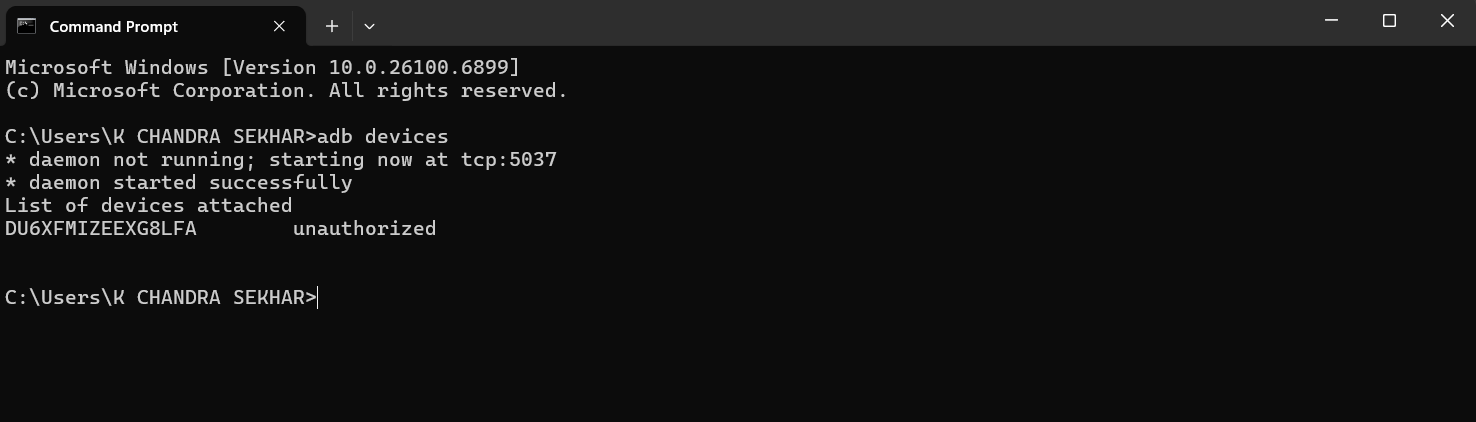 Command Prompt
Microsoft Windows [Version 10.0.26100.6899]
(c) Microsoft Corporation. All rights reserved.
C:\Users\K CHANDRA SEKHAR>adb devices
* daemon not running; starting now at tcp:5037
* daemon started successfully
List of devices attached
DU6XFMIZEEXG8LFA        unauthorized
C:\Users\K CHANDRA SEKHAR>